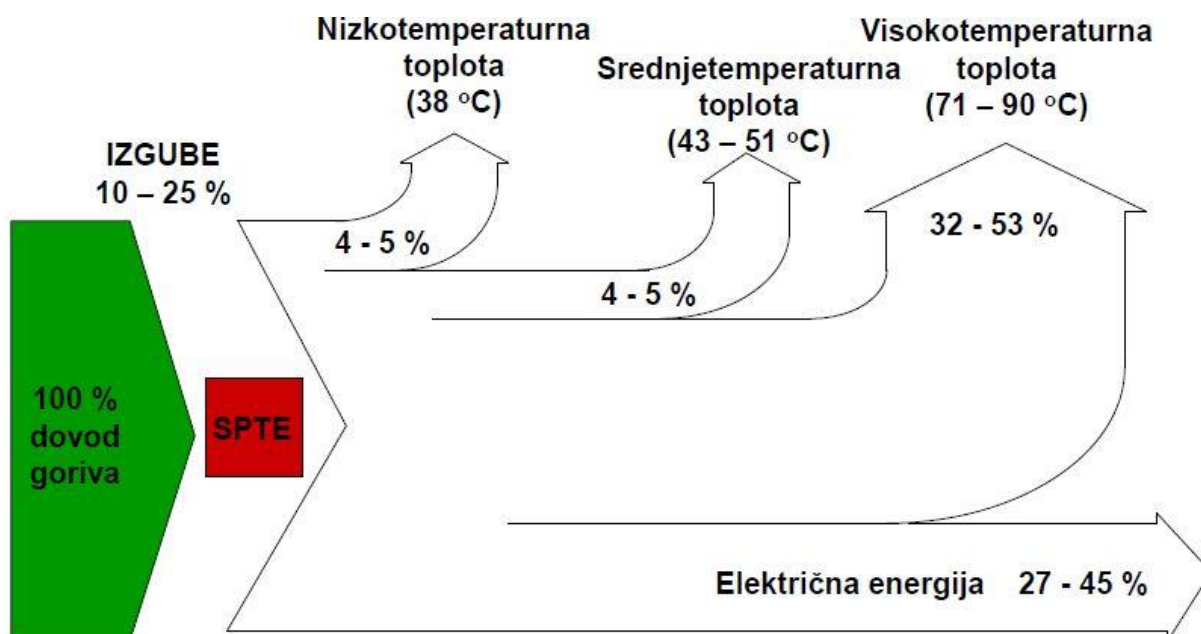 Nizkotemperaturna
toplota
(38 °C)
Srednjetemperaturna
toplota
(43 – 51 °C)
Visokotemperaturna
toplota
(71 – 90 °C)
IZGUBE
10 – 25 %
4 - 5 %
4 - 5 %
32 - 53 %
100 %
dovod
goriva
SPTE
Električna energija 27 - 45 %